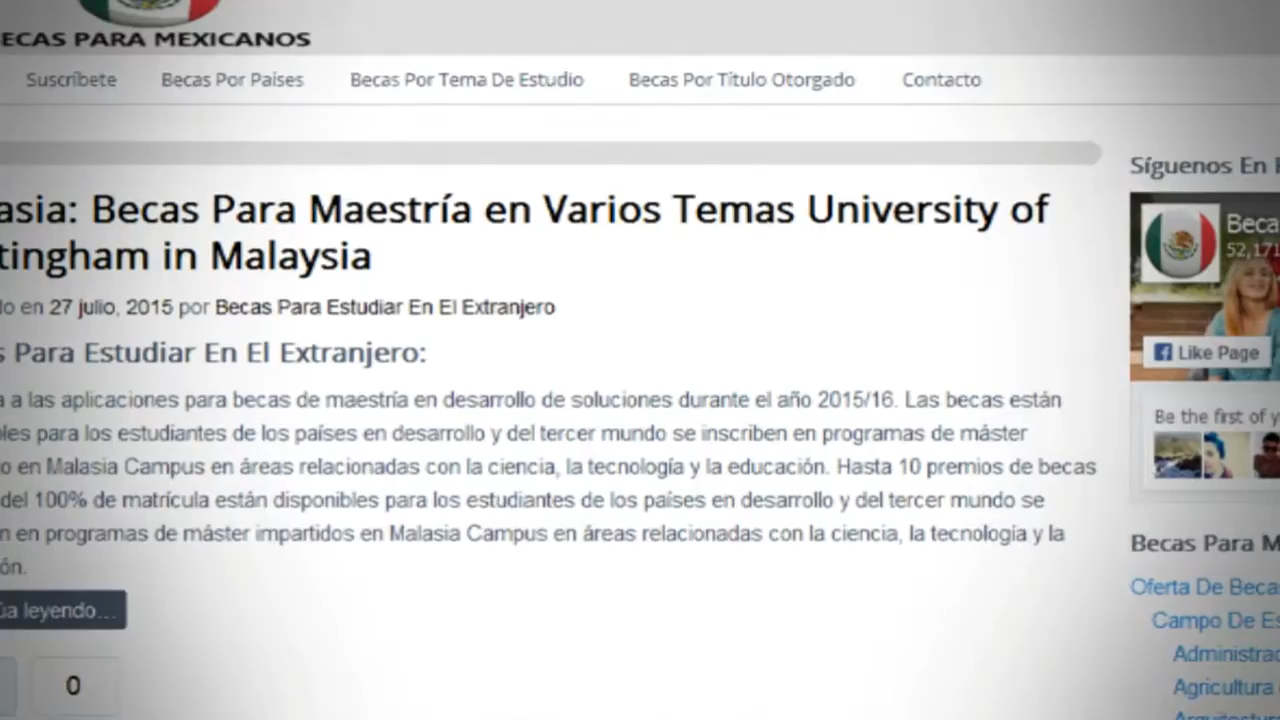 ECAS PARA MEXICANOS
Suscríbete Becas Por Países Becas Por Tema De Estudio Becas Por Título Otorgado Contacto
asia: Becas Para Maestría en Varios Temas University of
tingham in Malaysia
do en 27 julio, 2015 por Becas Para Estudiar En El Extranjero
s Para Estudiar En El Extranjero:
a a las aplicaciones para becas de maestría en desarrollo de soluciones durante el año 2015/16. Las becas están
bles para los estudiantes de los países en desarrollo y del tercer mundo se inscriben en programas de máster
o en Malasia Campus en áreas relacionadas con la ciencia, la tecnología y la educación. Hasta 10 premios de becas
del 100% de matrícula están disponibles para los estudiantes de los países en desarrollo y del tercer mundo se
n en programas de máster impartidos en Malasia Campus en áreas relacionadas con la ciencia, la tecnología y la
ón.
úa leyendo...
0
Síguenos En
Beca
52,171
Like Page
Be the first of y
Becas Para M
Oferta De Beca
Campo De Es
Administrac
Agricultura